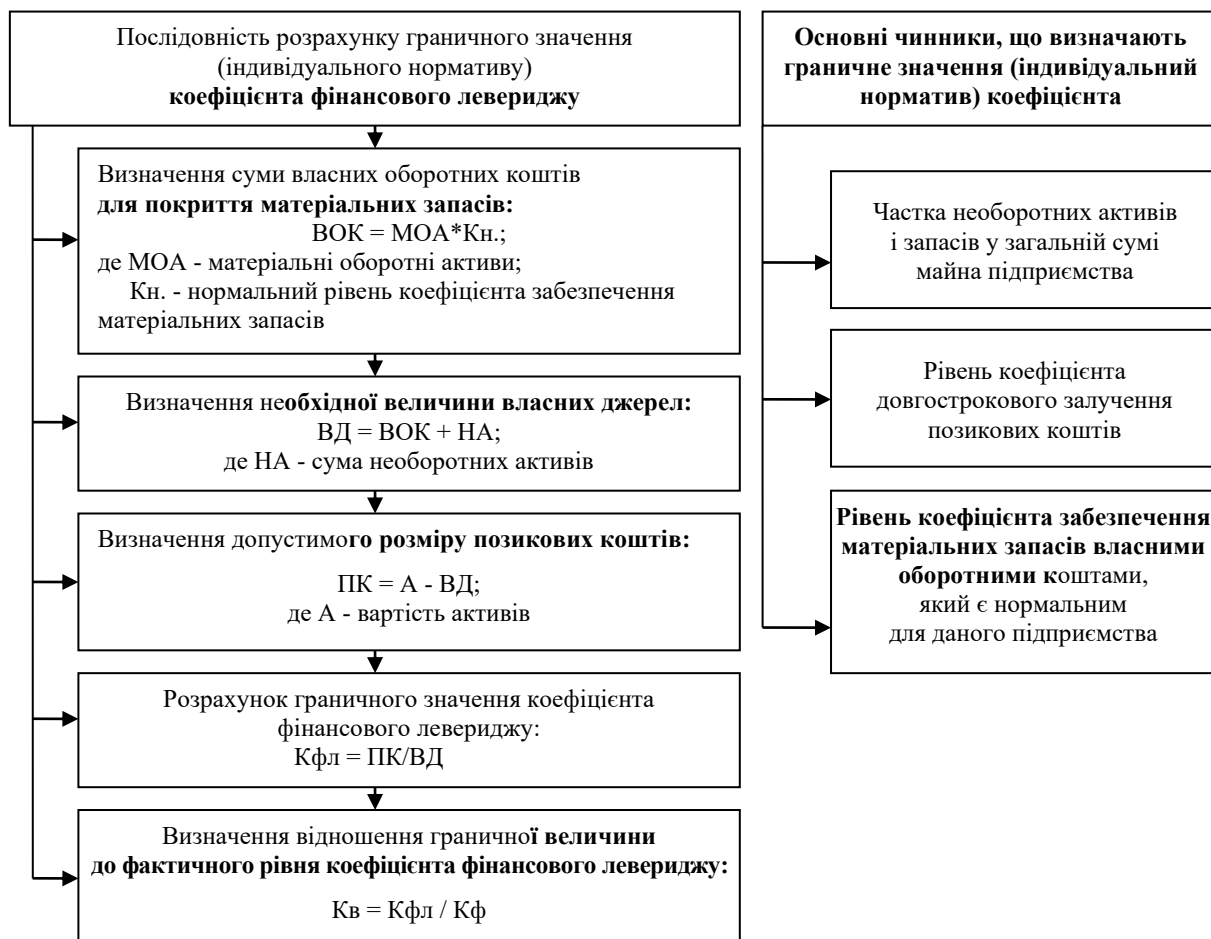 Послідовність розрахунку граничного значення
(індивідуального нормативу)
коефіцієнта фінансового левериджу
Визначення суми власних оборотних коштів
для покриття матеріальних запасів:
ВОК = МОА*Кн.;
де МОА - матеріальні оборотні активи;
Кн. - нормальний рівень коефіцієнта забезпечення
матеріальних запасів
Визначення необхідної величини власних джерел:
ВД = ВОК + НА;
де НА - сума необоротних активів
Визначення допустимого розміру позикових коштів:
ПК = А - ВД;
де А - вартість активів
Розрахунок граничного значення коефіцієнта
фінансового левериджу:
Кфл = ПК/ВД
Визначення відношення граничної величини
до фактичного рівня коефіцієнта фінансового левериджу:
Кв = Кфл / Кф
Основні чинники, що визначають
граничне значення (індивідуальний
норматив) коефіцієнта
Частка необоротних активів
і запасів у загальній сумі
майна підприємства
Рівень коефіцієнта
довгострокового залучення
позикових коштів
Рівень коефіцієнта забезпечення
матеріальних запасів власними
оборотними коштами,
який є нормальним
для даного підприємства